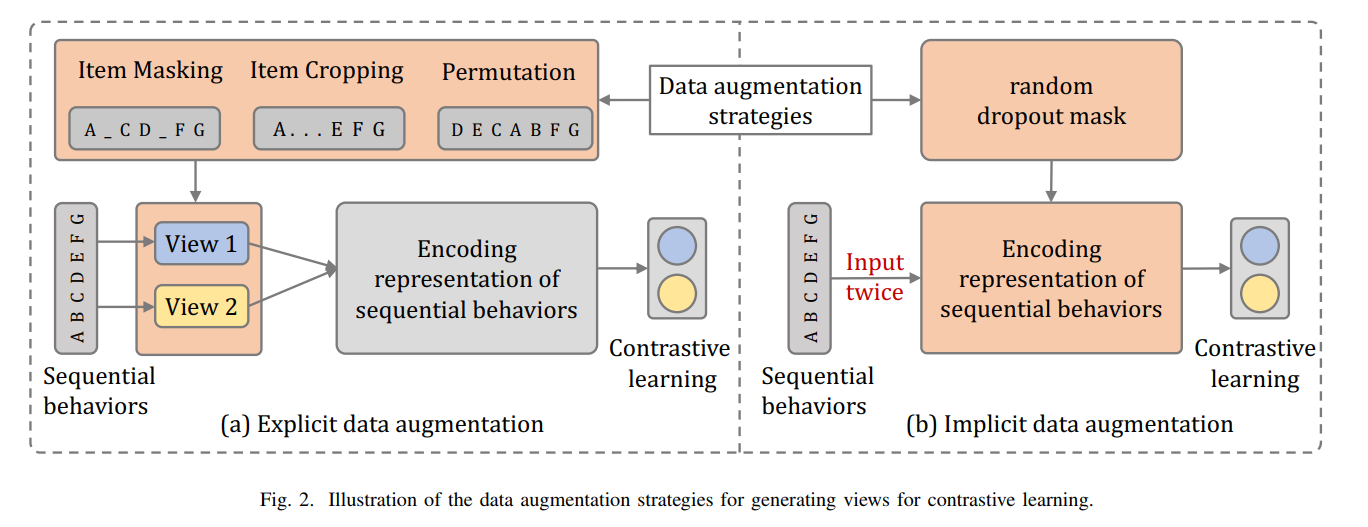 Item Masking
Item Cropping
Permutation
A _ C D _ F G
A . . . E F G
D E C A B F G
Data augmentation
strategies
random
dropout mask
A B C D E F G
View 1
View 2
Encoding
representation of
sequential behaviors
Contrastive
learning
Sequential
behaviors
(a) Explicit data augmentation
A B C D E F G
Input
twice
Encoding
representation of
sequential behaviors
Contrastive
learning
Sequential
behaviors
(b) Implicit data augmentation
Fig. 2. Illustration of the data augmentation strategies for generating views for contrastive learning.